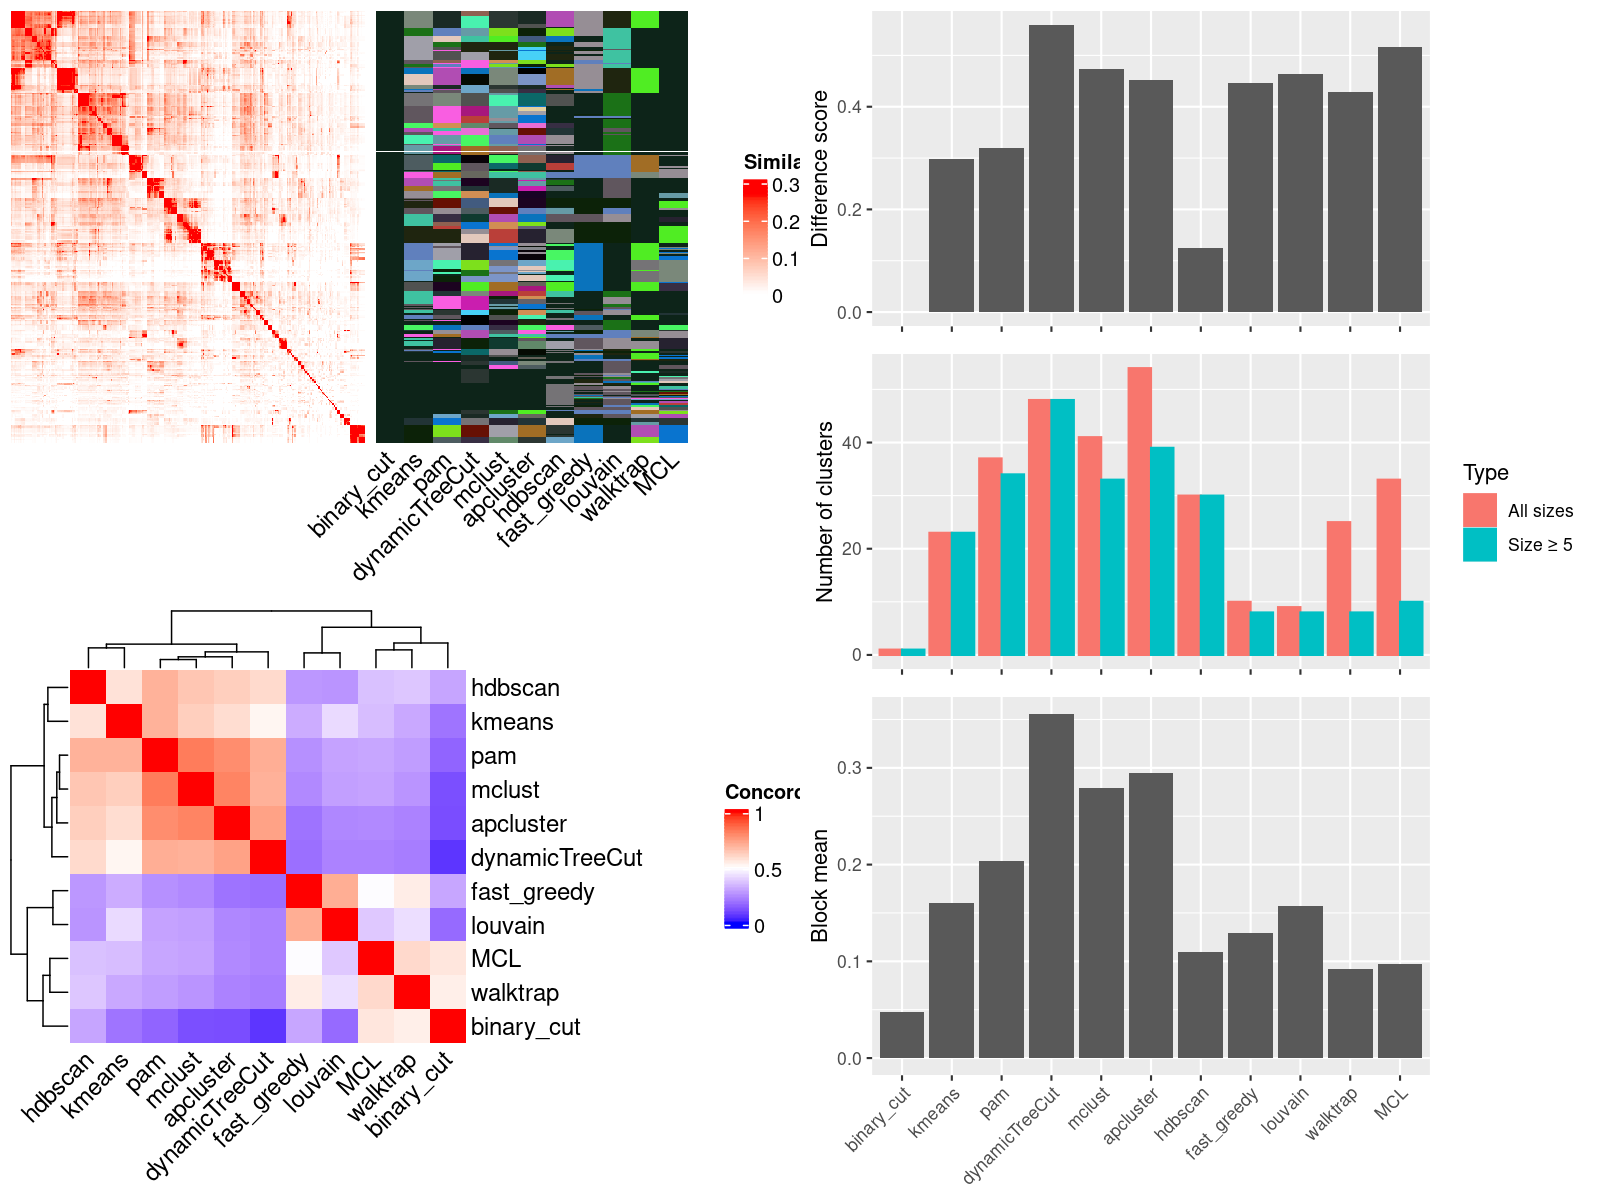 Simila
0.3
0.2
0.1
0
binary_cut
kmeans
pam
dynamicTreeCut
mclust
apcluster
hdbscan
fast_greedy
louvain
walktrap
MCL
hdbscan
kmeans
pam
mclust
apcluster
dynamicTreeCut
fast_greedy
louvain
MCL
walktrap
binary_cut
hdbscan
kmeans
pam
mclust
apcluster
dynamicTreeCut
fast_greedy
louvain
MCL
walktrap
binary_cut
Concord
1
0.5
0
Difference score
0.4
0.2
0.0
Number of clusters
40
20
0
Type
All sizes
Size ≥ 5
Block mean
0.3
0.2
0.1
0.0
binary_cut
kmeans
pam
dynamicTreeCut
mclust
apcluster
hdbscan
fast_greedy
louvain
walktrap
MCL